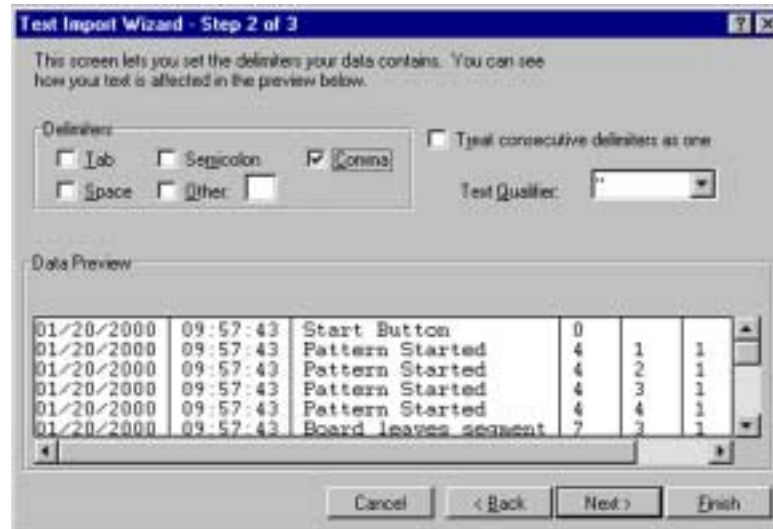 Text Import Wizard - Step 2 of 3
This screen lets you set the delimiters your data contains. You can see
how your text is affected in the preview below.
Delimiters
Tab Semicolon Comma
Space Other:
Treat consecutive delimiters as one
Text Qualifier: "
Data Preview
01/20/2000 09:57:43 Start Button 0
01/20/2000 09:57:43 Pattern Started 4 1 1
01/20/2000 09:57:43 Pattern Started 4 2 1
01/20/2000 09:57:43 Pattern Started 4 3 1
01/20/2000 09:57:43 Pattern Started 4 4 1
01/20/2000 09:57:43 Board leaves segment 7 3 1
Cancel < Back Next > Finish